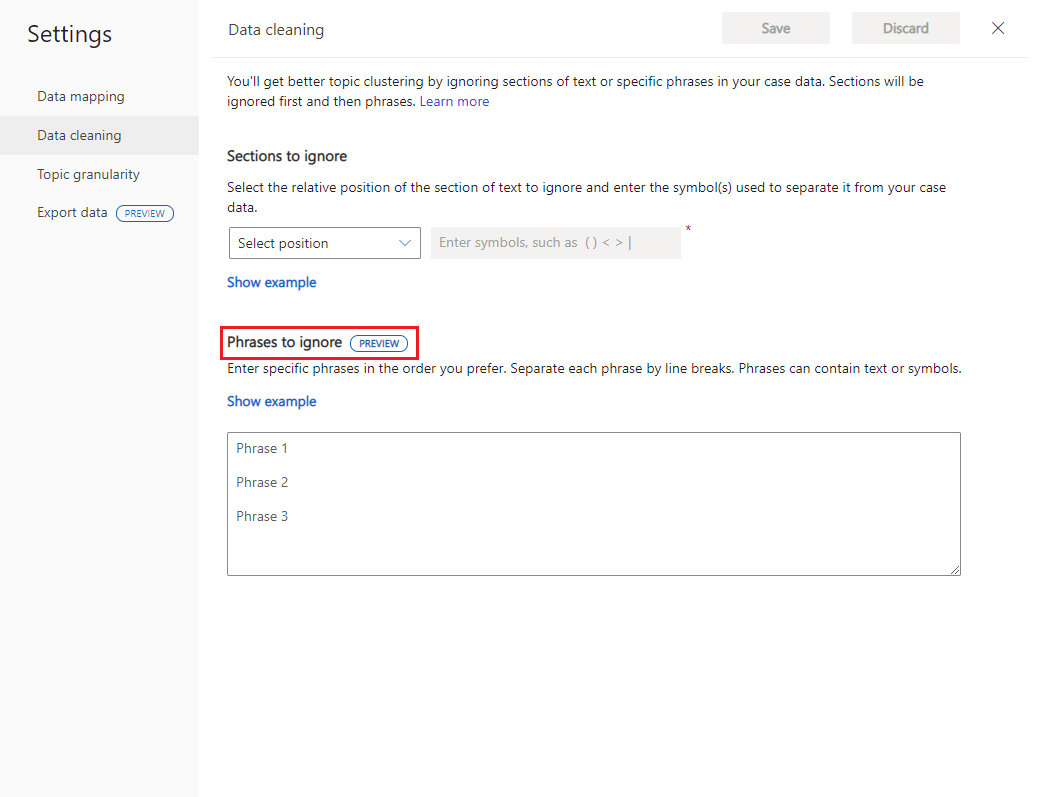 Settings
Data mapping
Data cleaning
Topic granularity
Export data PREVIEW
Data cleaning
Save
Discard
You'll get better topic clustering by ignoring sections of text or specific phrases in your case data. Sections will be
ignored first and then phrases. Learn more
Sections to ignore
Select the relative position of the section of text to ignore and enter the symbol(s) used to separate it from your case
data.
Select position
Enter symbols, such as ( ) < > |
*
Show example
Phrases to ignore PREVIEW
Enter specific phrases in the order you prefer. Separate each phrase by line breaks. Phrases can contain text or symbols.
Show example
Phrase 1
Phrase 2
Phrase 3